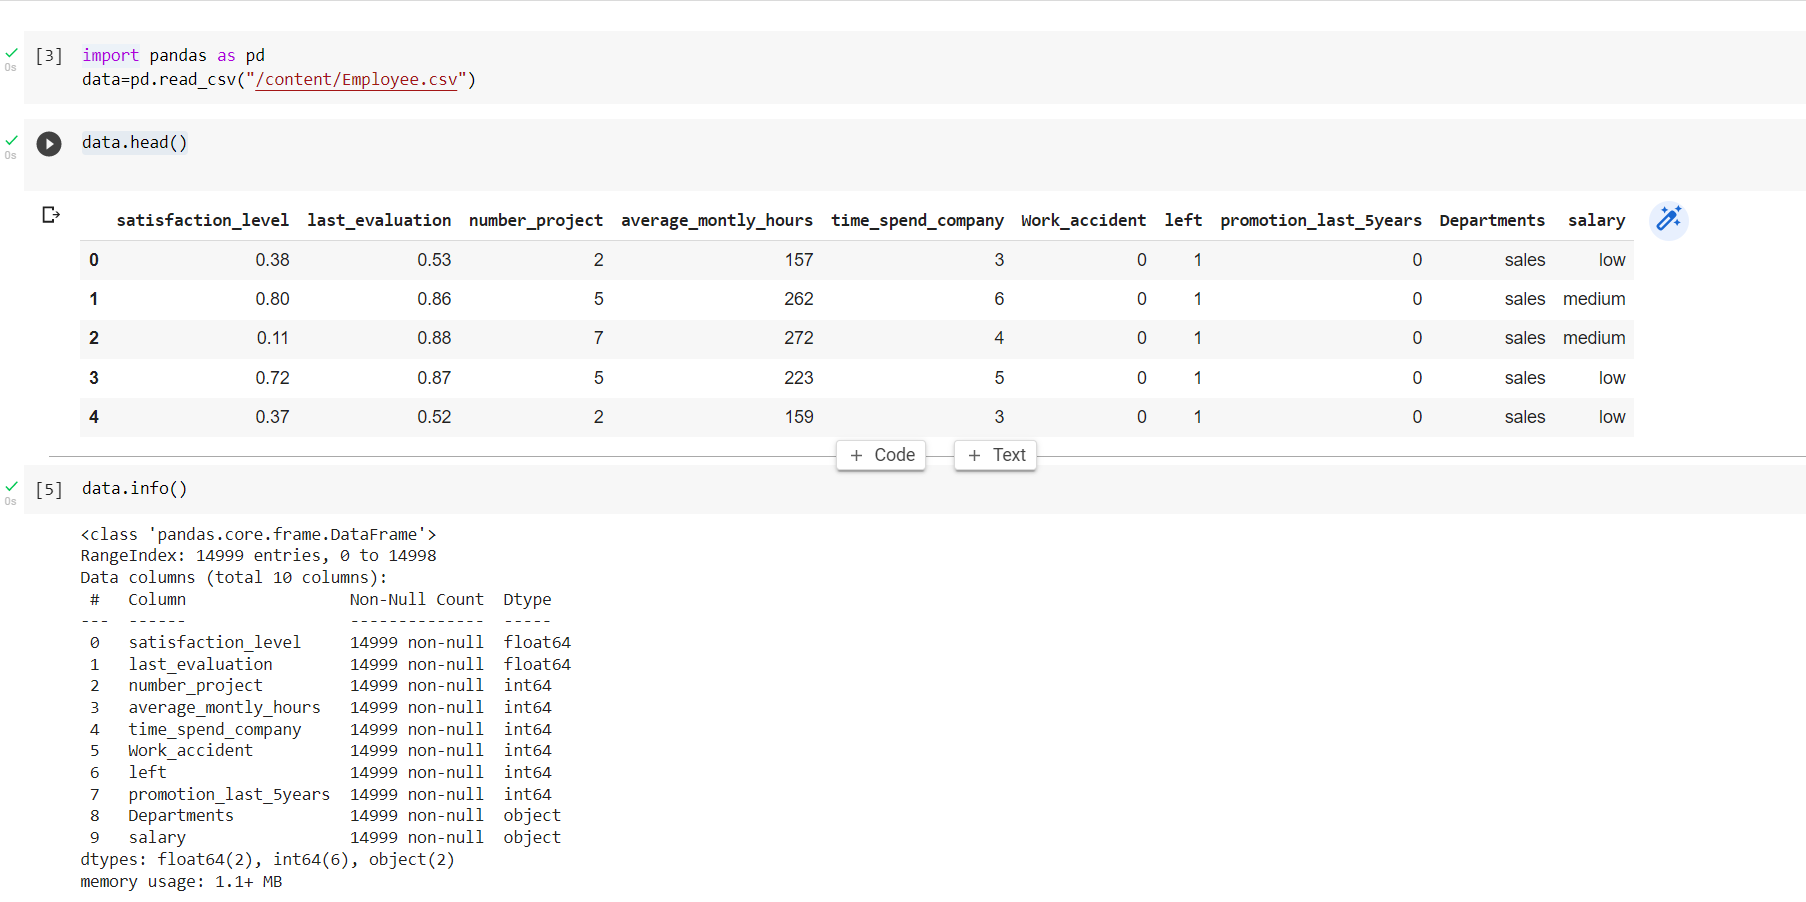 [3] import pandas as pd
0s data=pd.read_csv("/content/Employee.csv")
data.head()
0s
satisfaction_level last_evaluation number_project average_montly_hours time_spend_company Work_accident left promotion_last_5years Departments salary
0 0.38 0.53 2 157 3 0 1 0 sales low
1 0.80 0.86 5 262 6 0 1 0 sales medium
2 0.11 0.88 7 272 4 0 1 0 sales medium
3 0.72 0.87 5 223 5 0 1 0 sales low
4 0.37 0.52 2 159 3 0 1 0 sales low
+ Code + Text
[5] data.info()
0s
<class 'pandas.core.frame.DataFrame'>
RangeIndex: 14999 entries, 0 to 14998
Data columns (total 10 columns):
# Column Non-Null Count Dtype
--- ------ -------------- -----
0 satisfaction_level 14999 non-null float64
1 last_evaluation 14999 non-null float64
2 number_project 14999 non-null int64
3 average_montly_hours 14999 non-null int64
4 time_spend_company 14999 non-null int64
5 Work_accident 14999 non-null int64
6 left 14999 non-null int64
7 promotion_last_5years 14999 non-null int64
8 Departments 14999 non-null object
9 salary 14999 non-null object
dtypes: float64(2), int64(6), object(2)
memory usage: 1.1+ MB